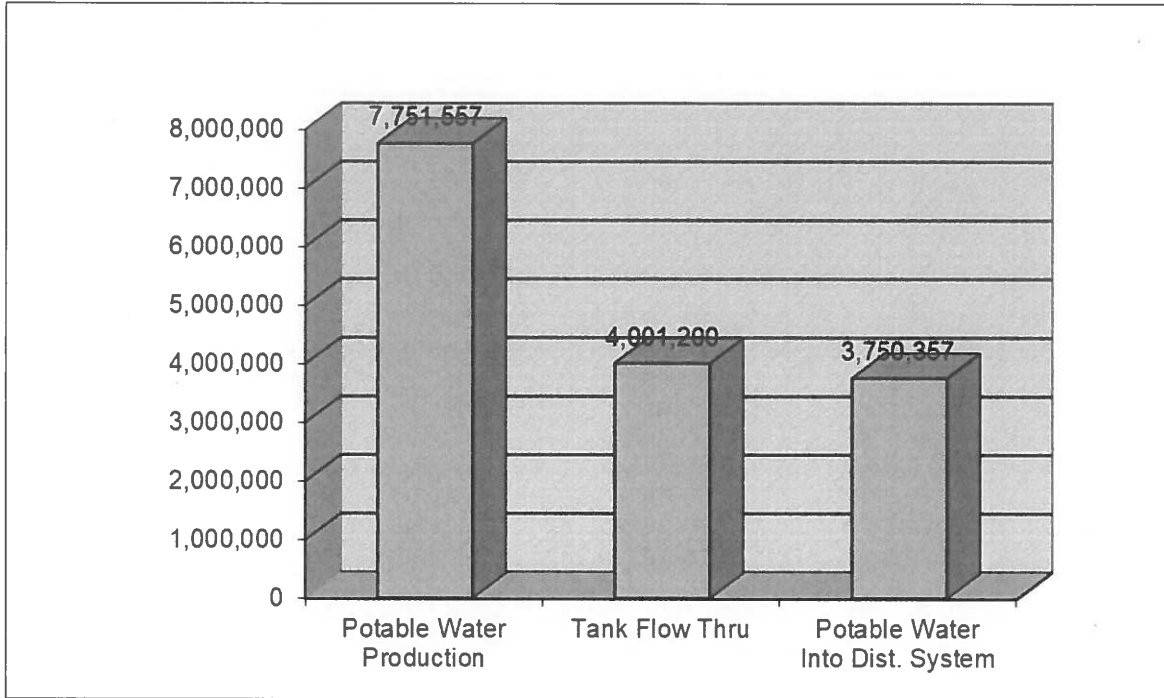 8,000,000
7,000,000
6,000,000
5,000,000
4,000,000
3,000,000
2,000,000
1,000,000
0
7,751,557
4,001,200
3,750,357
Potable Water
Production
Tank Flow Thru
Potable Water
Into Dist. System